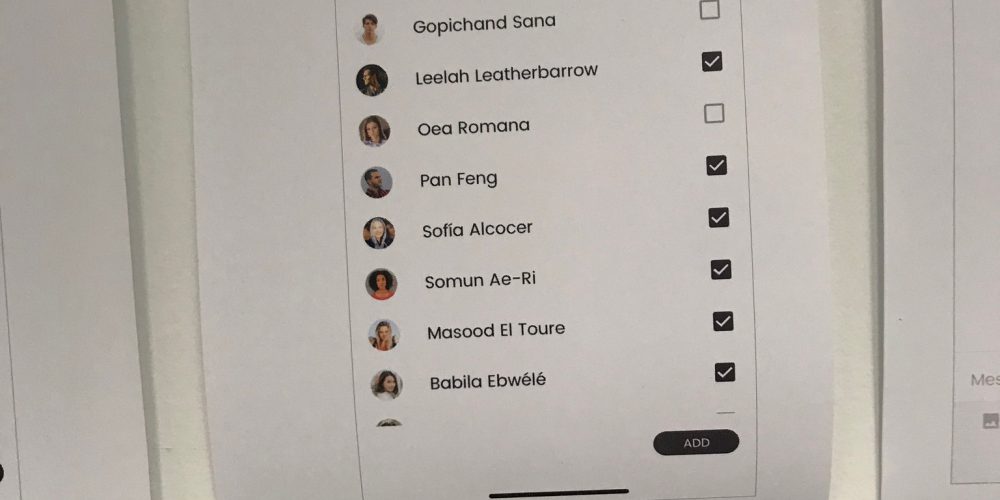 Gopichand Sana
Leelah Leatherbarrow
Oea Romana
Pan Feng
Sofía Alcocer
Somun Ae-Ri
Masood El Toure
Babila Ebwélé
ADD